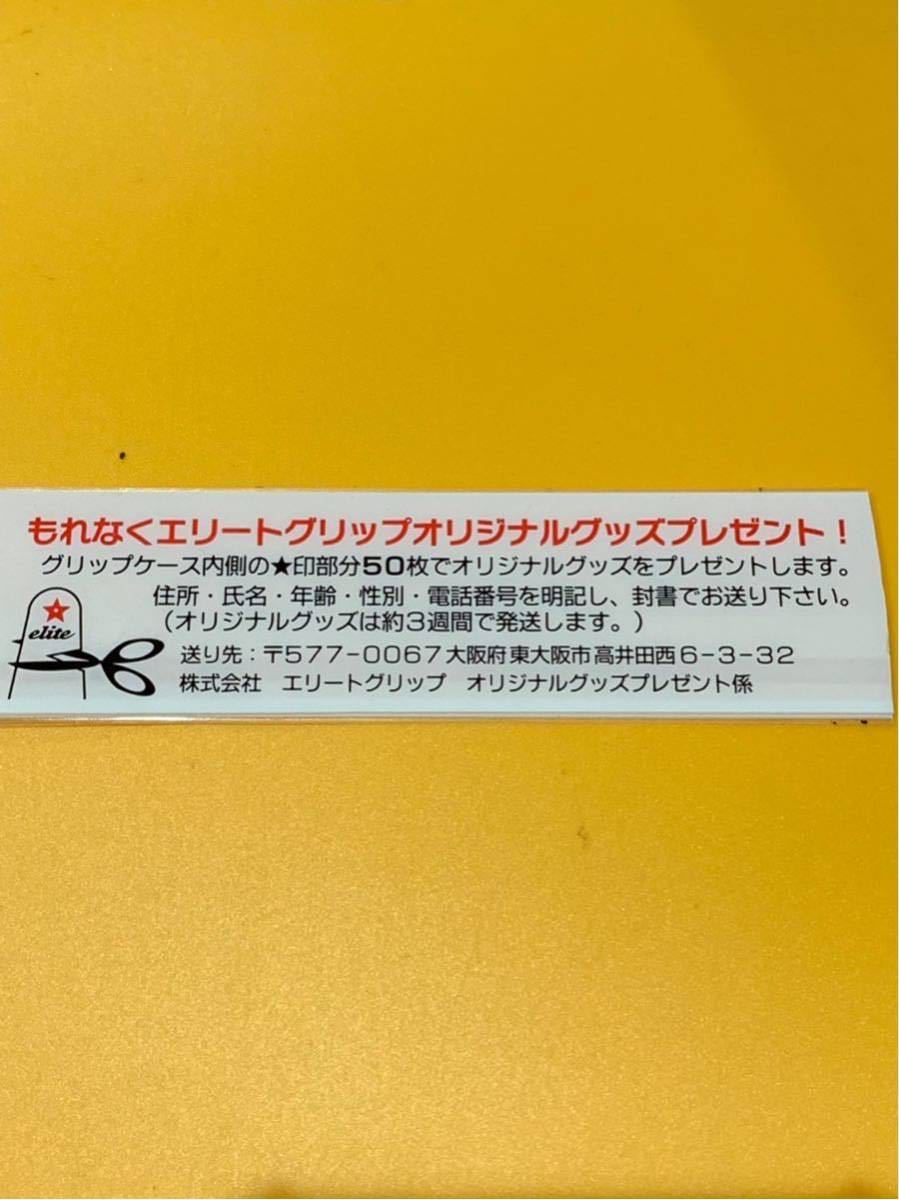 もれなくエリートグリップオリジナルグッズプレゼント！
グリップケース内側の★印部分50枚でオリジナルグッズをプレゼントします。
住所・氏名・年齢・性別・電話番号を明記し、封書でお送り下さい。
（オリジナルグッズは約3週間で発送します。）
elite
送り先：〒577-0067大阪府東大阪市高井田西6-3-32
株式会社　エリートグリップ　オリジナルグッズプレゼント係